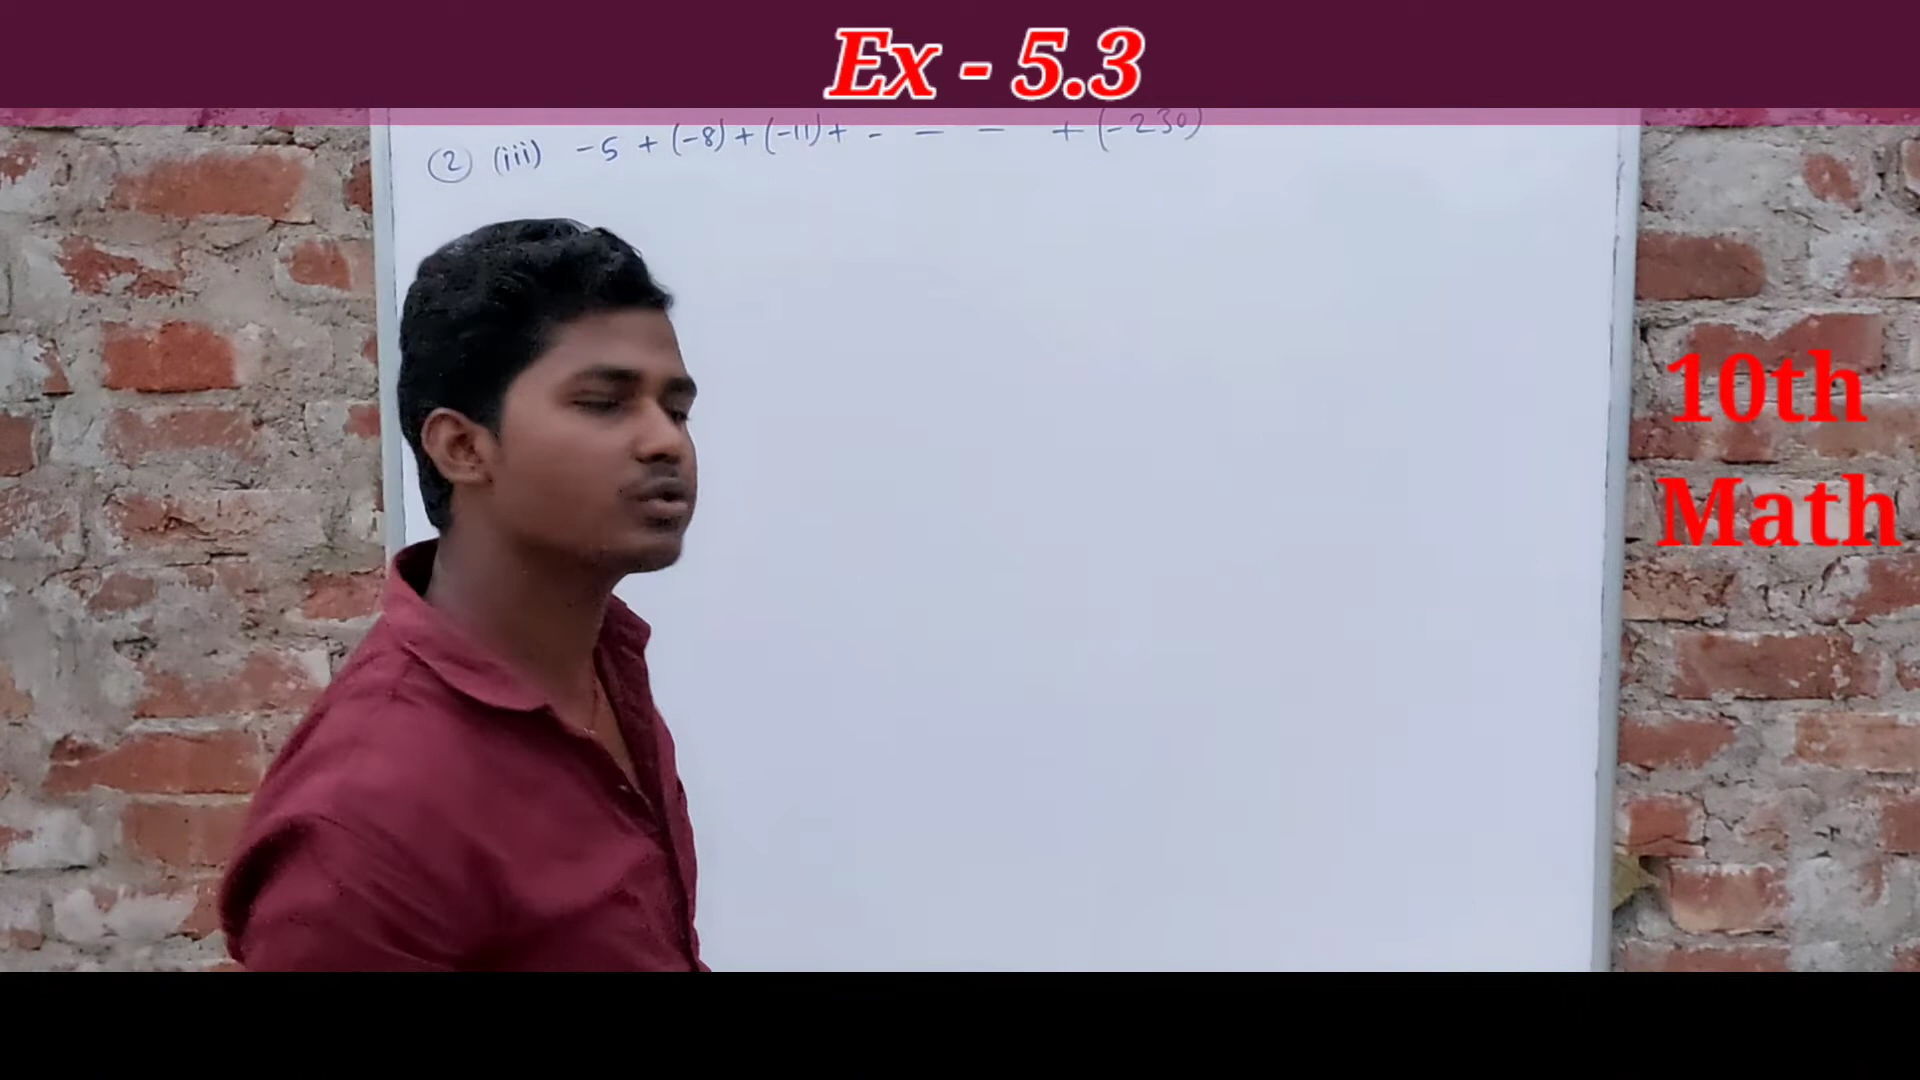 Ex - 5.3
② (iii) -5 + (-8) + (-11) + - - - + (-230)
10th
Math